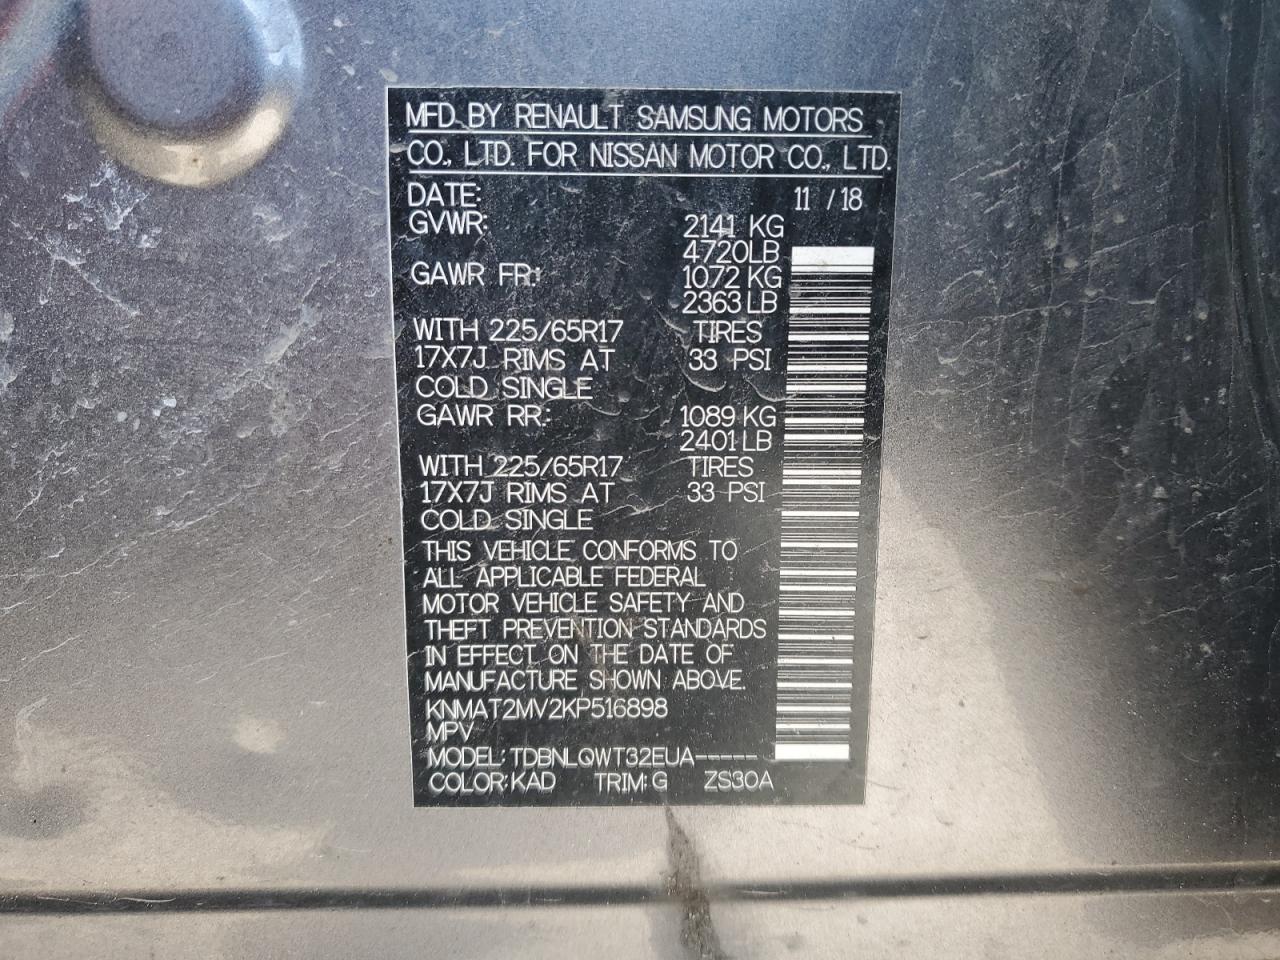 MFD BY RENAULT SAMSUNG MOTORS
CO., LTD. FOR NISSAN MOTOR CO., LTD.
DATE: 11 / 18
GVWR: 2141 KG
4720LB
GAWR FR: 1072 KG
2363 LB
WITH 225/65R17 TIRES
17X7J RIMS AT 33 PSI
COLD SINGLE
GAWR RR: 1089 KG
2401 LB
WITH 225/65R17 TIRES
17X7J RIMS AT 33 PSI
COLD SINGLE
THIS VEHICLE CONFORMS TO
ALL APPLICABLE FEDERAL
MOTOR VEHICLE SAFETY AND
THEFT PREVENTION STANDARDS
IN EFFECT ON THE DATE OF
MANUFACTURE SHOWN ABOVE.
KNMAT2MV2KP516898
MPV
MODEL: TDBNLQWT32EUA-----
COLOR: KAD TRIM: G ZS30A